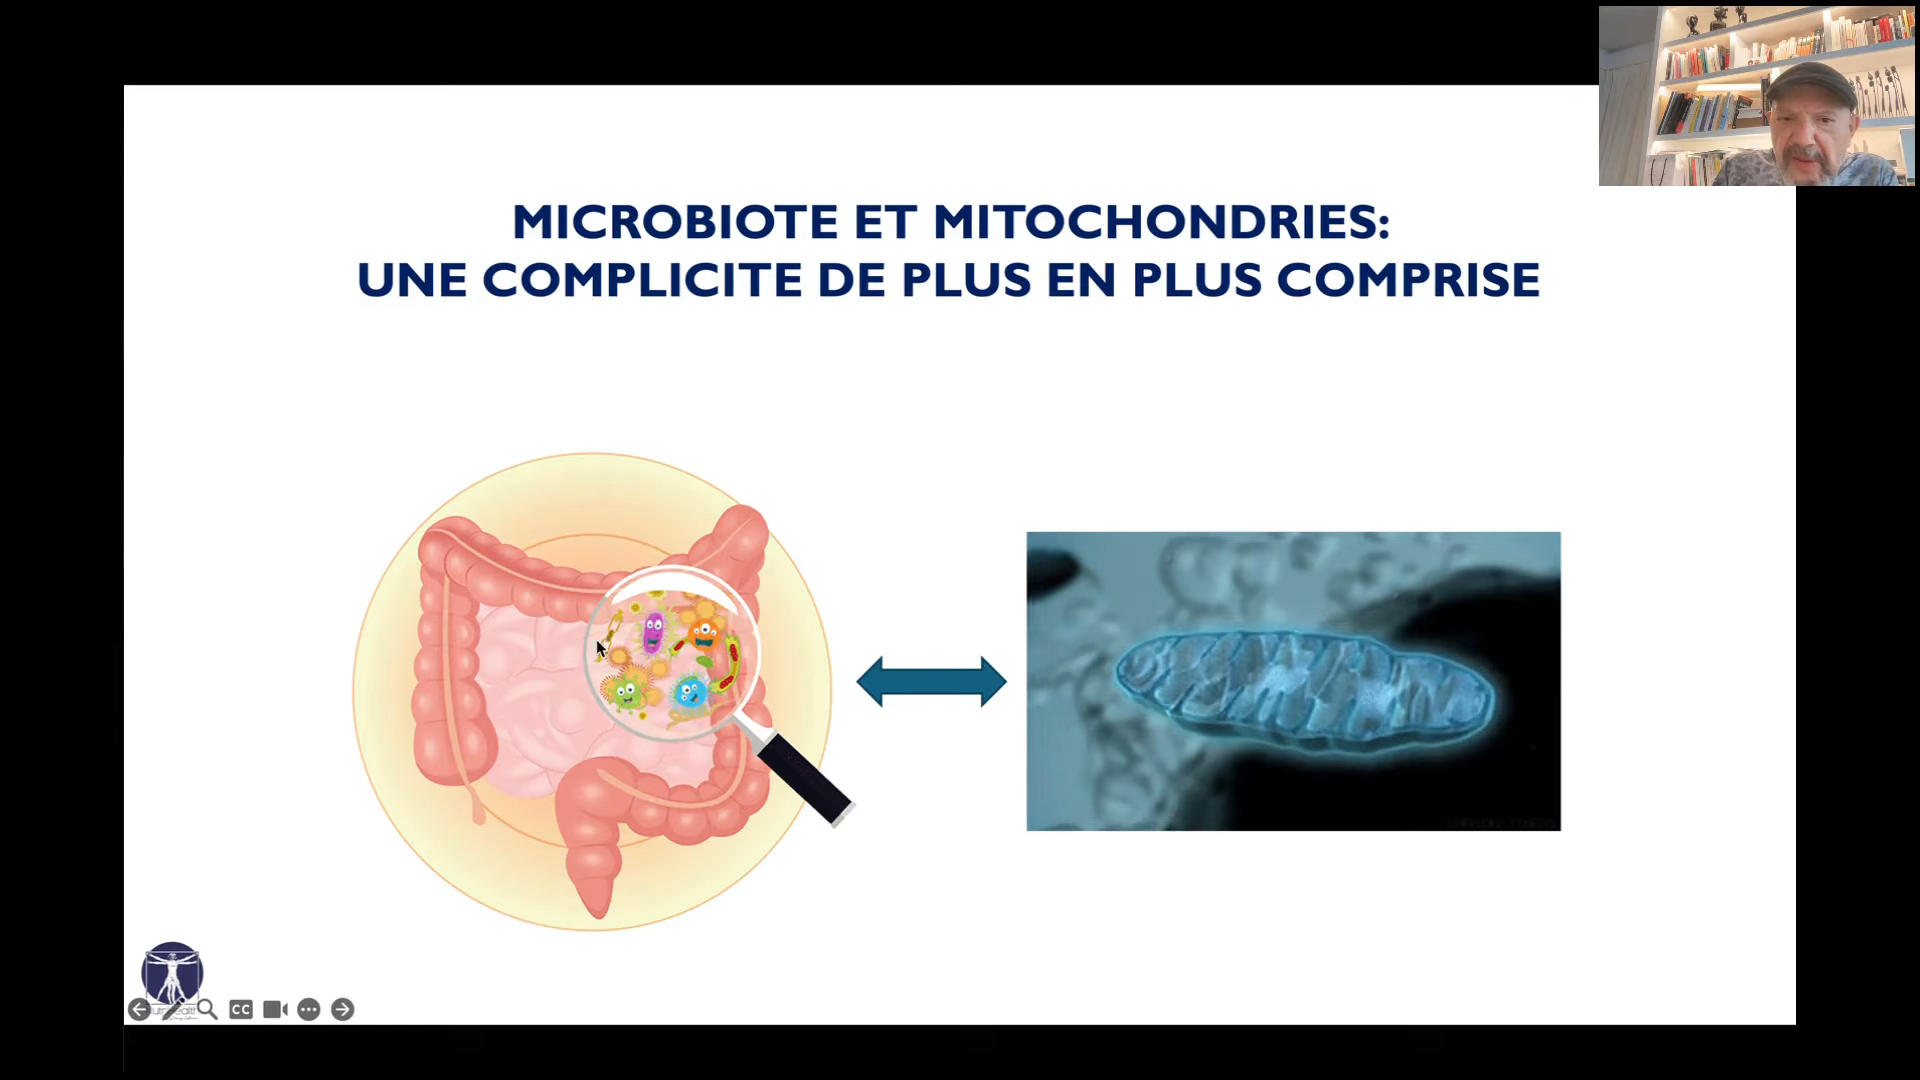 MICROBIOTE ET MITOCHONDRIES:
UNE COMPLICITE DE PLUS EN PLUS COMPRISE
CC